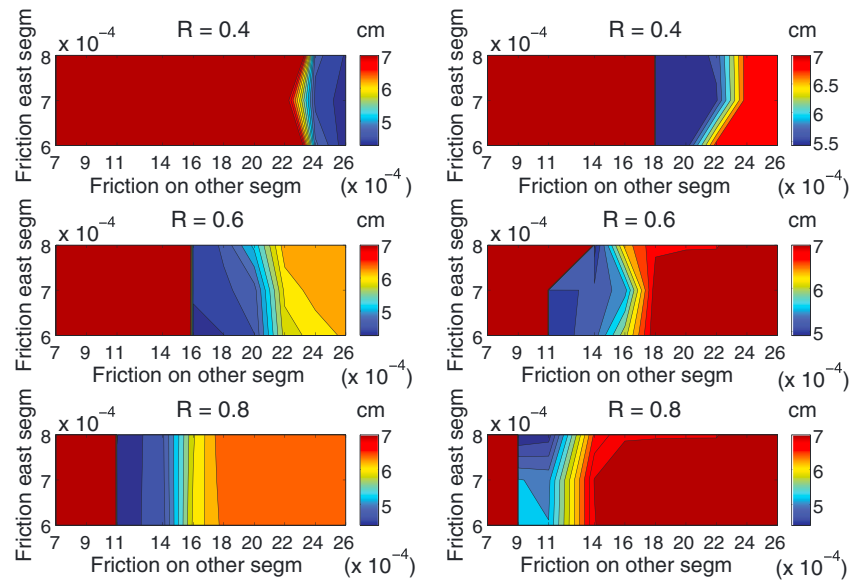 x 10⁻⁴ R = 0.4 cm
Friction east segm
8
7
6
7 9 11 14 16 18 20 22 24 26
Friction on other segm (x 10⁻⁴)
7
6
5
x 10⁻⁴ R = 0.4 cm
Friction east segm
8
7
6
7 9 11 14 16 18 20 22 24 26
Friction on other segm (x 10⁻⁴)
7
6.5
6
5.5
x 10⁻⁴ R = 0.6 cm
Friction east segm
8
7
6
7 9 11 14 16 18 20 22 24 26
Friction on other segm (x 10⁻⁴)
7
6
5
x 10⁻⁴ R = 0.6 cm
Friction east segm
8
7
6
7 9 11 14 16 18 20 22 24 26
Friction on other segm (x 10⁻⁴)
7
6
5
x 10⁻⁴ R = 0.8 cm
Friction east segm
8
7
6
7 9 11 14 16 18 20 22 24 26
Friction on other segm (x 10⁻⁴)
7
6
5
x 10⁻⁴ R = 0.8 cm
Friction east segm
8
7
6
7 9 11 14 16 18 20 22 24 26
Friction on other segm (x 10⁻⁴)
7
6
5